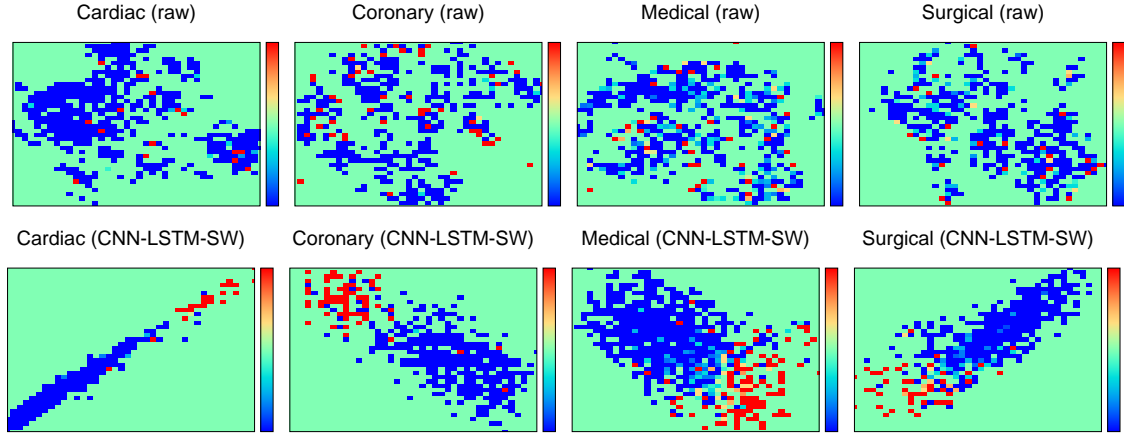 Cardiac (raw)
Coronary (raw)
Medical (raw)
Surgical (raw)
Cardiac (CNN-LSTM-SW)
Coronary (CNN-LSTM-SW)
Medical (CNN-LSTM-SW)
Surgical (CNN-LSTM-SW)